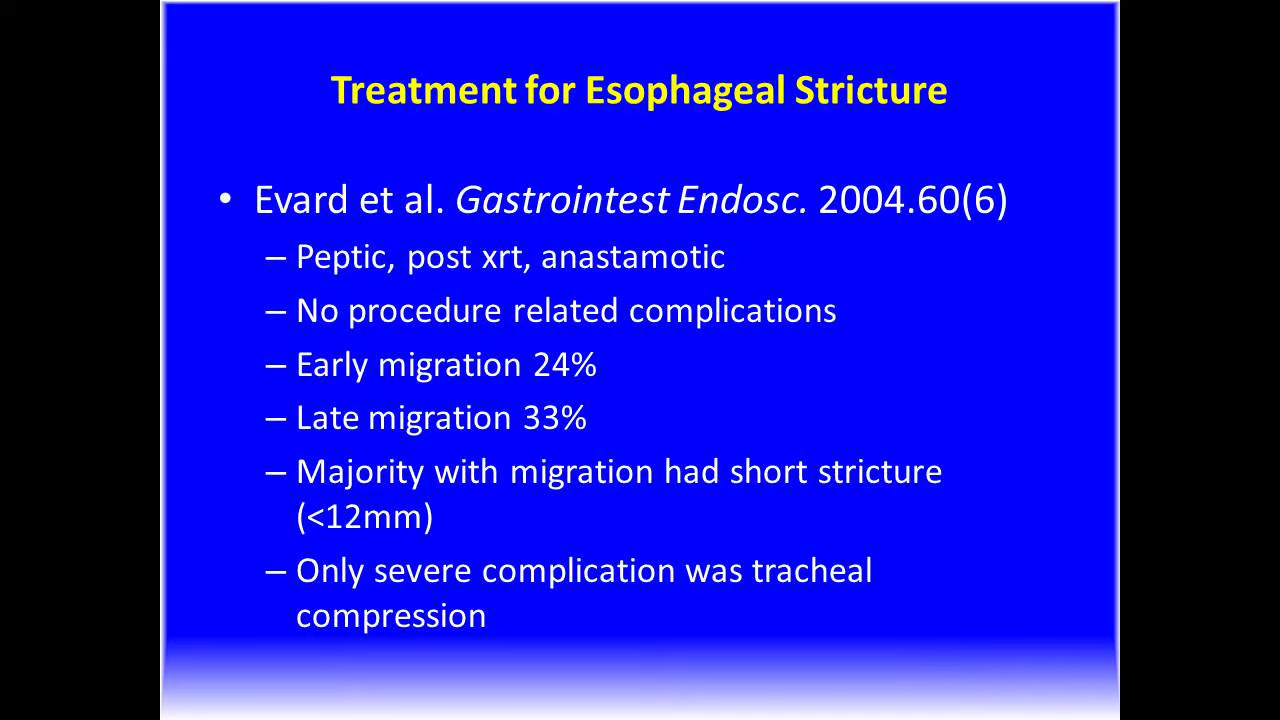 Treatment for Esophageal Stricture
• Evard et al. Gastrointest Endosc. 2004.60(6)
– Peptic, post xrt, anastamotic
– No procedure related complications
– Early migration 24%
– Late migration 33%
– Majority with migration had short stricture
(<12mm)
– Only severe complication was tracheal
compression